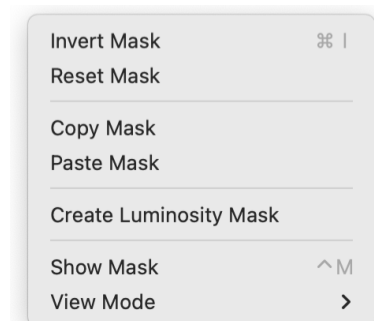 Invert Mask ⌘ I
Reset Mask
Copy Mask
Paste Mask
Create Luminosity Mask
Show Mask ^M
View Mode >